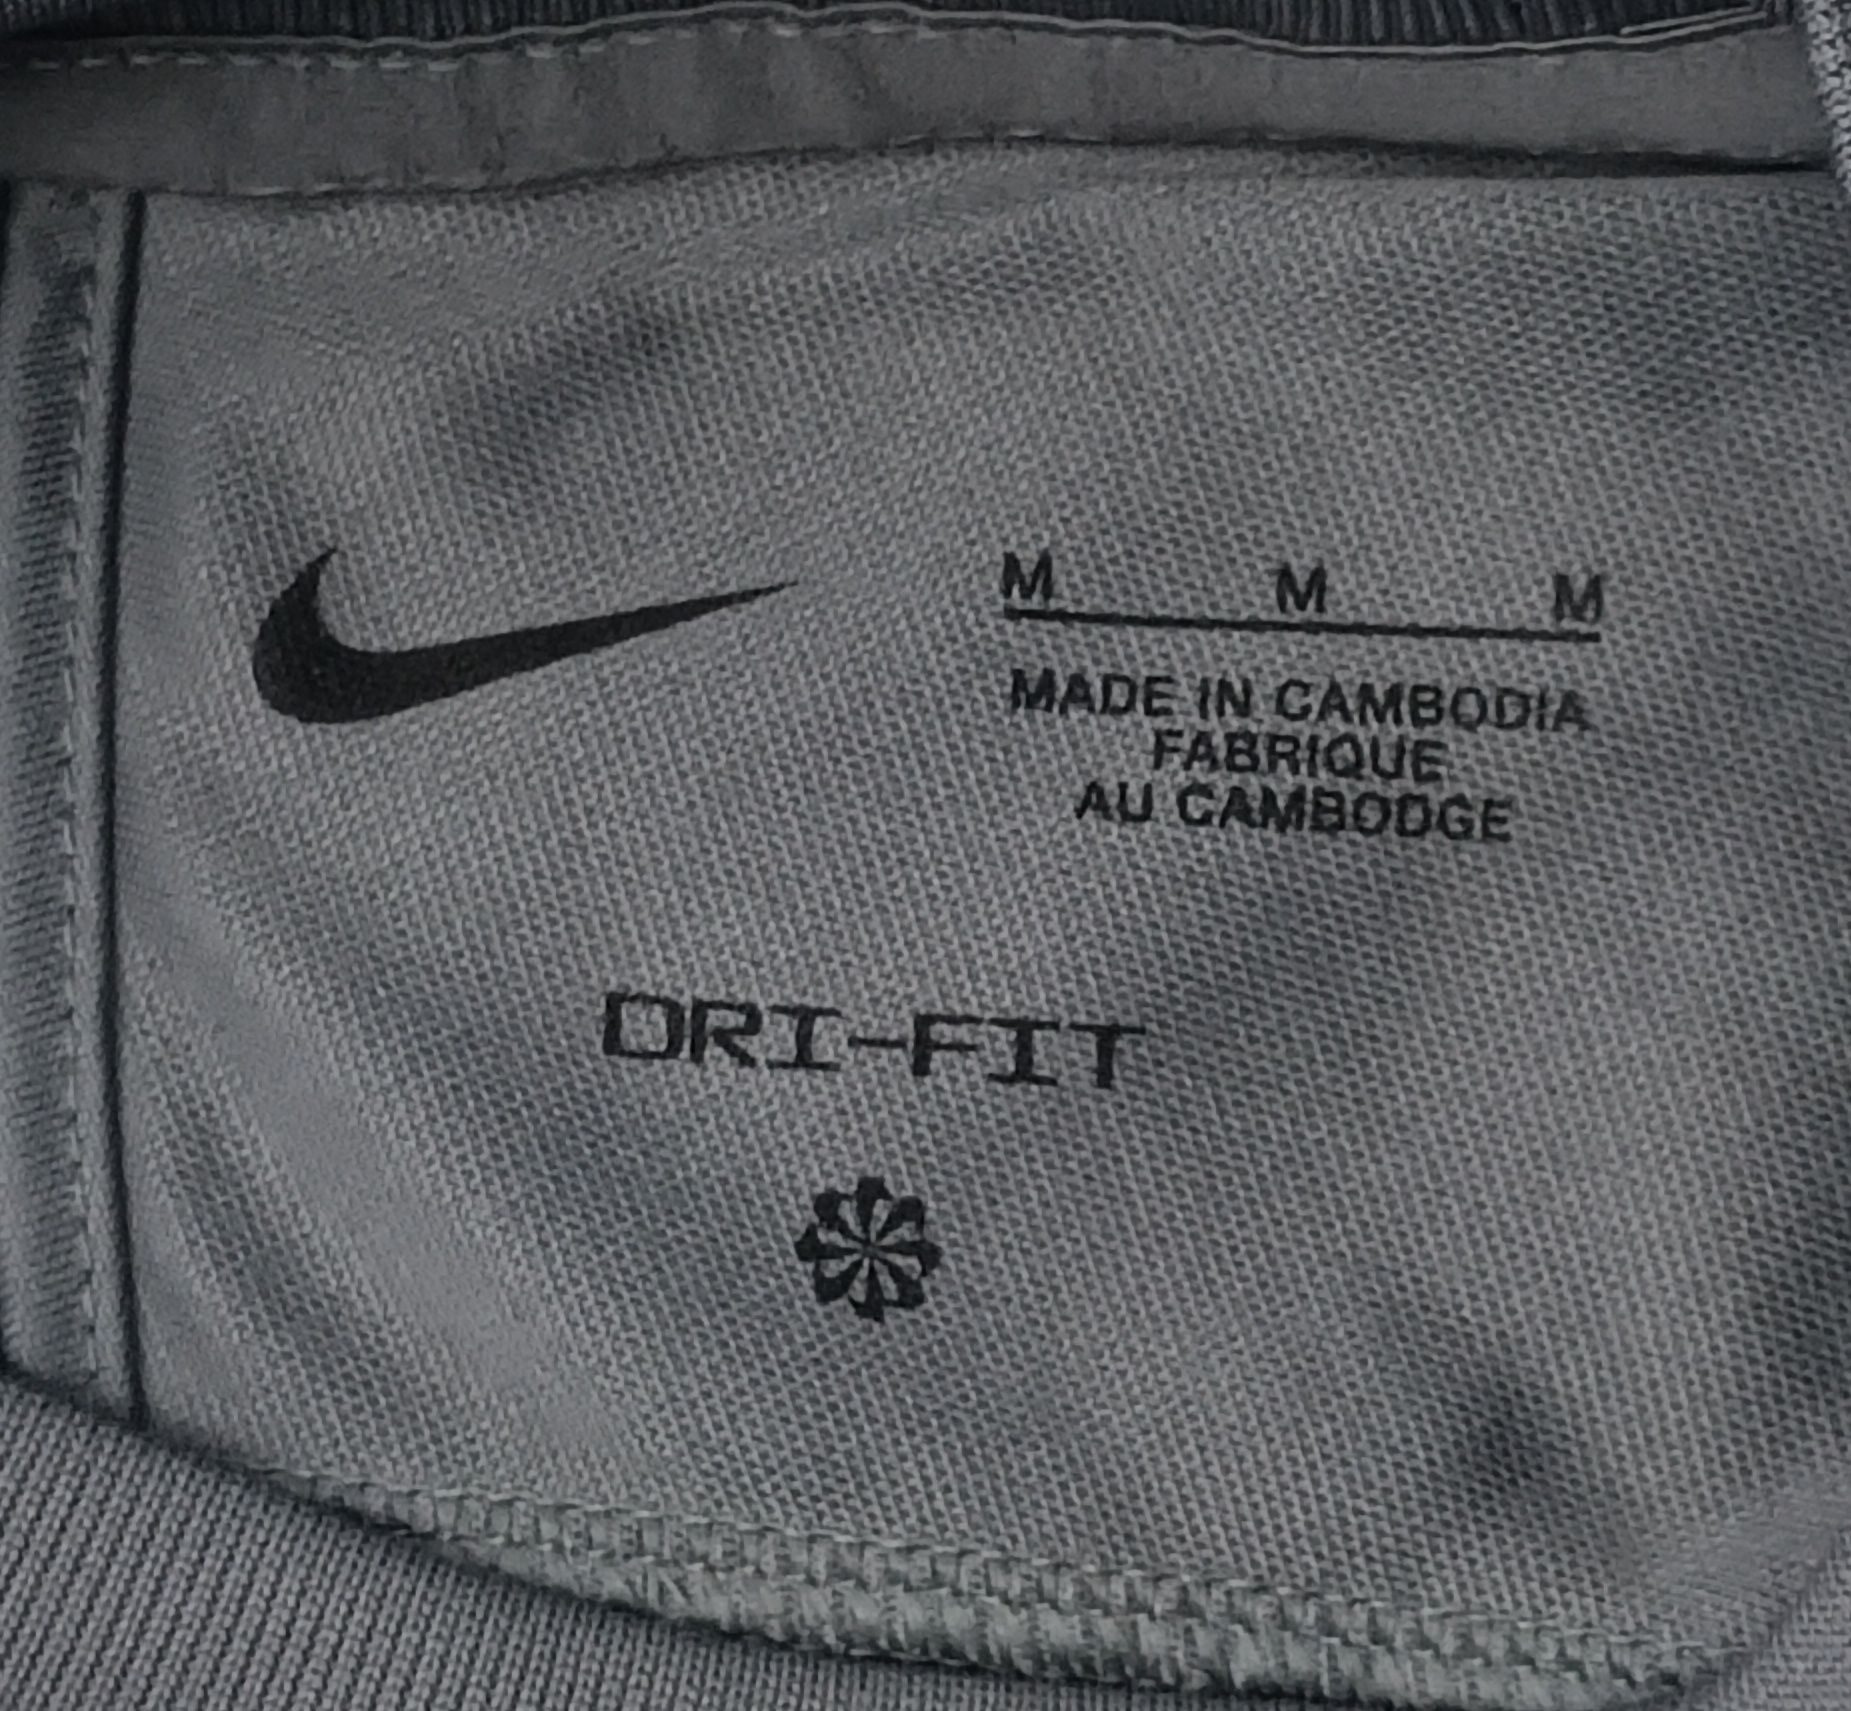 M M M
MADE IN CAMBODIA
FABRIQUE
AU CAMBODGE
DRI-FIT